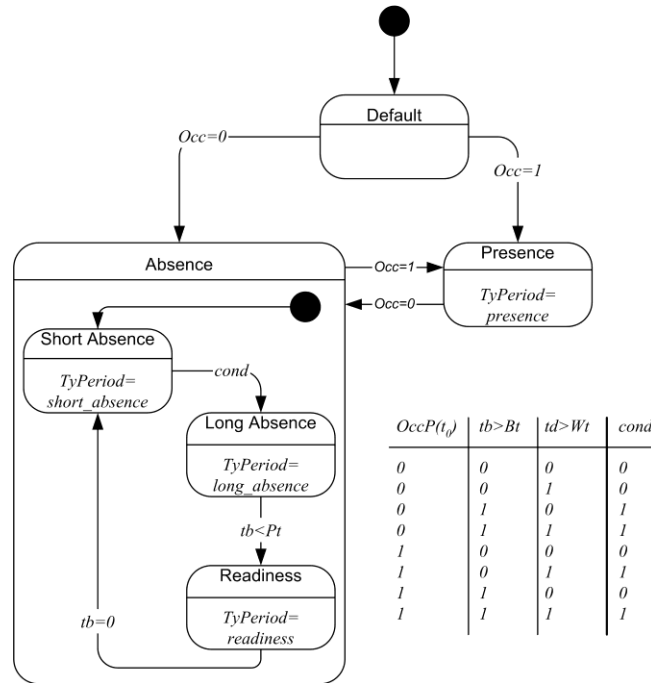 Default
Occ=0
Occ=1
Absence
Occ=1
Presence
Occ=0
TyPeriod=
presence
Short Absence
TyPeriod=
short_absence
cond
Long Absence
TyPeriod=
long_absence
tb<Pt
Readiness
TyPeriod=
readiness
tb=0
OccP(t0) tb>Bt td>Wt cond
0 0 0 0
0 0 1 0
0 1 0 1
0 1 1 1
1 0 0 0
1 0 1 1
1 1 0 0
1 1 1 1